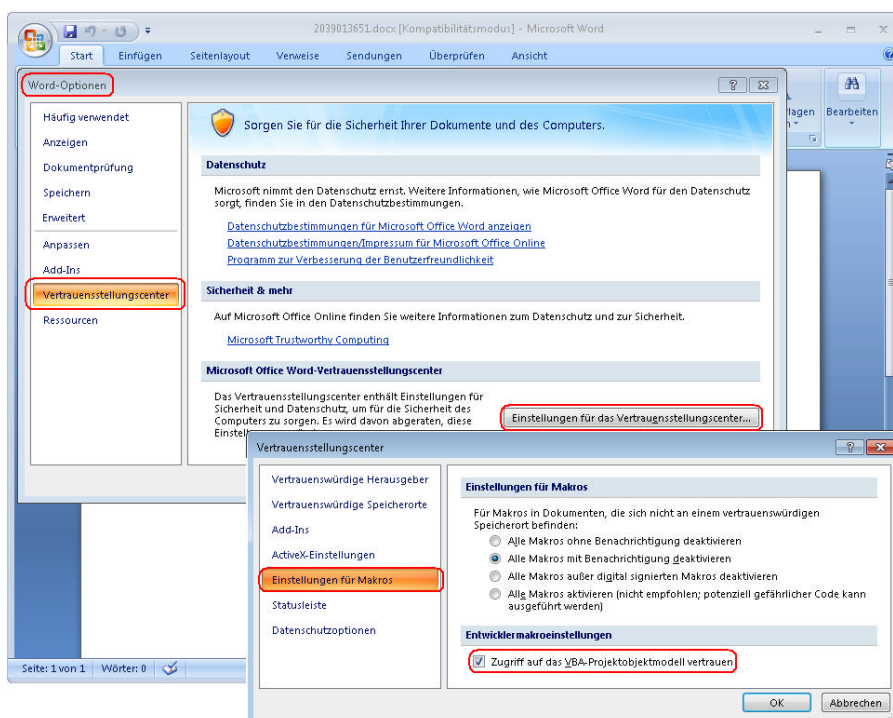 2039013651.docx [Kompatibilitätsmodus] - Microsoft Word
Start Einfügen Seitenlayout Verweise Sendungen Überprüfen Ansicht
Word-Optionen
Bearbeiten
Häufig verwendet
Anzeigen
Dokumentprüfung
Speichern
Erweitert
Anpassen
Add-Ins
Vertrauensstellungscenter
Ressourcen
Sorgen Sie für die Sicherheit Ihrer Dokumente und des Computers.
Datenschutz
Microsoft nimmt den Datenschutz ernst. Weitere Informationen, wie Microsoft Office Word für den Datenschutz
sorgt, finden Sie in den Datenschutzbestimmungen.
Datenschutzbestimmungen für Microsoft Office Word anzeigen
Datenschutzbestimmungen/Impressum für Microsoft Office Online
Programm zur Verbesserung der Benutzerfreundlichkeit
Sicherheit & mehr
Auf Microsoft Office Online finden Sie weitere Informationen zum Datenschutz und zur Sicherheit.
Microsoft Trustworthy Computing
Microsoft Office Word-Vertrauensstellungscenter
Das Vertrauensstellungscenter enthält Einstellungen für
Sicherheit und Datenschutz, um für die Sicherheit des
Computers zu sorgen. Es wird davon abgeraten, diese
Einstellungen für das Vertrauensstellungscenter...
Vertrauensstellungscenter
Vertrauenswürdige Herausgeber
Vertrauenswürdige Speicherorte
Add-Ins
ActiveX-Einstellungen
Einstellungen für Makros
Statusleiste
Datenschutzoptionen
Einstellungen für Makros
Für Makros in Dokumenten, die sich nicht an einem vertrauenswürdigen
Speicherort befinden:
Alle Makros ohne Benachrichtigung deaktivieren
Alle Makros mit Benachrichtigung deaktivieren
Alle Makros außer digital signierten Makros deaktivieren
Alle Makros aktivieren (nicht empfohlen; potenziell gefährlicher Code kann
ausgeführt werden)
Entwicklermakroeinstellungen
Zugriff auf das VBA-Projektobjektmodell vertrauen
OK Abbrechen
Seite: 1 von 1 Wörter: 0